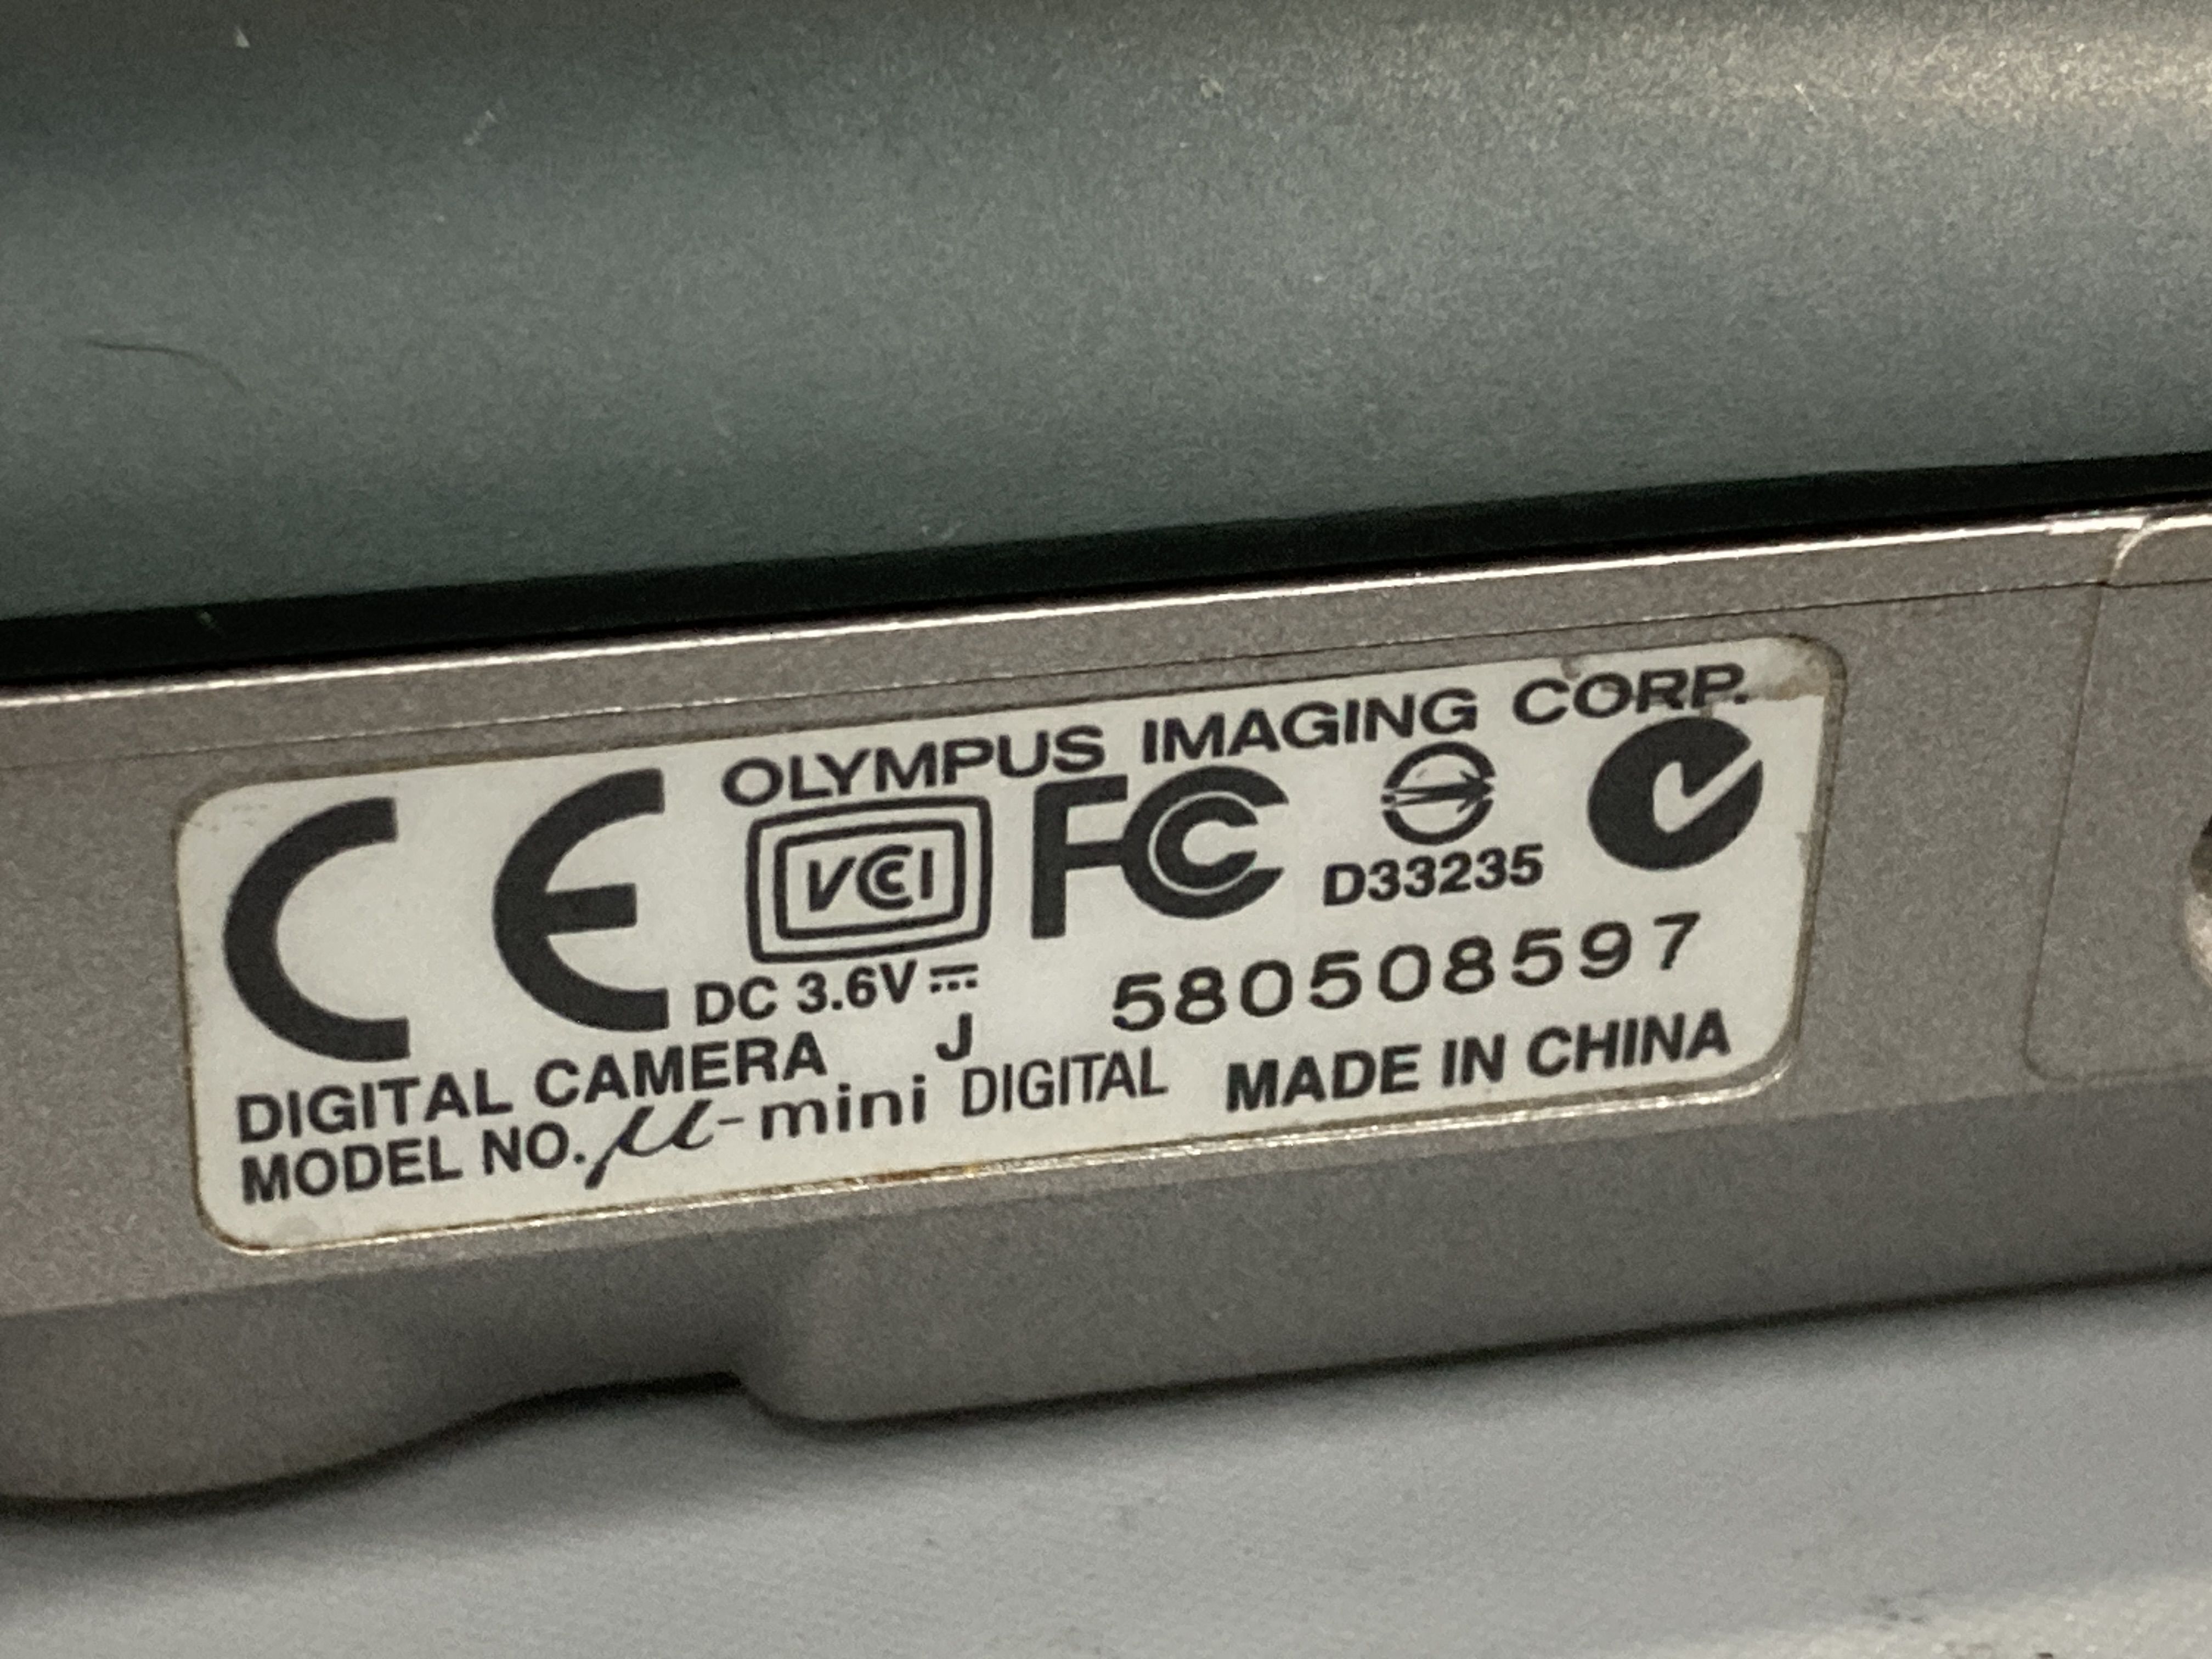 OLYMPUS IMAGING CORP.
CE VCCI FC
D33235
DC 3.6V
580508597
DIGITAL CAMERA J
MODEL NO. μ-mini DIGITAL MADE IN CHINA